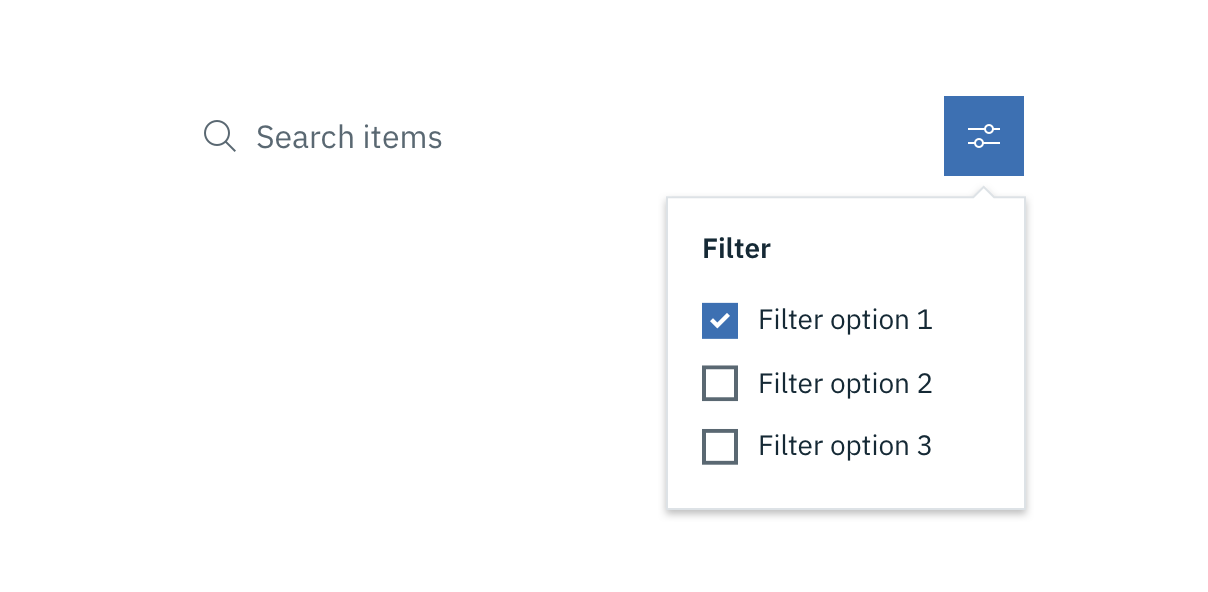 Search items
Filter
Filter option 1
Filter option 2
Filter option 3